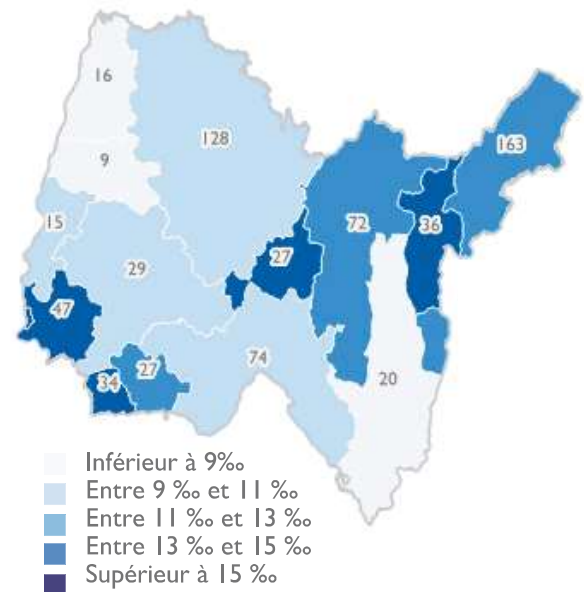 16
128
163
9
15
72
36
29
27
47
74
27
34
20
Inférieur à 9‰
Entre 9 ‰ et 11 ‰
Entre 11 ‰ et 13 ‰
Entre 13 ‰ et 15 ‰
Supérieur à 15 ‰